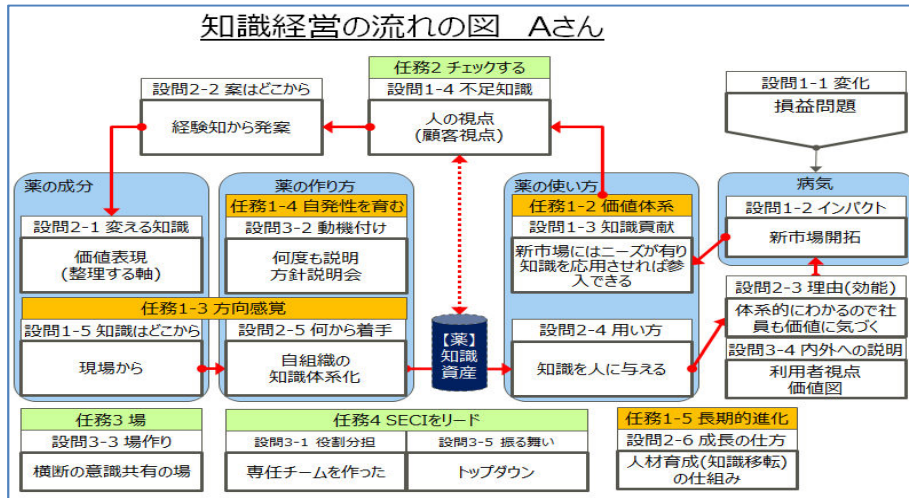 知識経営の流れの図 Aさん
任務2 チェックする
設問1-4 不足知識
人の視点
(顧客視点)
設問2-2 案はどこから
経験知から発案
設問1-1 変化
損益問題
薬の成分
設問2-1 変える知識
価値表現
(整理する軸)
薬の作り方
任務1-4 自発性を育む
設問3-2 動機付け
何度も説明
方針説明会
薬の使い方
任務1-2 価値体系
設問1-3 知識貢献
新市場にはニーズが有り
知識を応用させれば参
入できる
病気
設問1-2 インパクト
新市場開拓
任務1-3 方向感覚
設問1-5 知識はどこから
現場から
設問2-5 何から着手
自組織の
知識体系化
【薬】
知識
資産
設問2-4 用い方
知識を人に与える
設問2-3 理由(効能)
体系的にわかるので社
員も価値に気づく
設問3-4 内外への説明
利用者視点
価値図
任務3 場
設問3-3 場作り
横断の意識共有の場
任務4 SECIをリード
設問3-1 役割分担
専任チームを作った
設問3-5 振る舞い
トップダウン
任務1-5 長期的進化
設問2-6 成長の仕方
人材育成(知識移転)
の仕組み